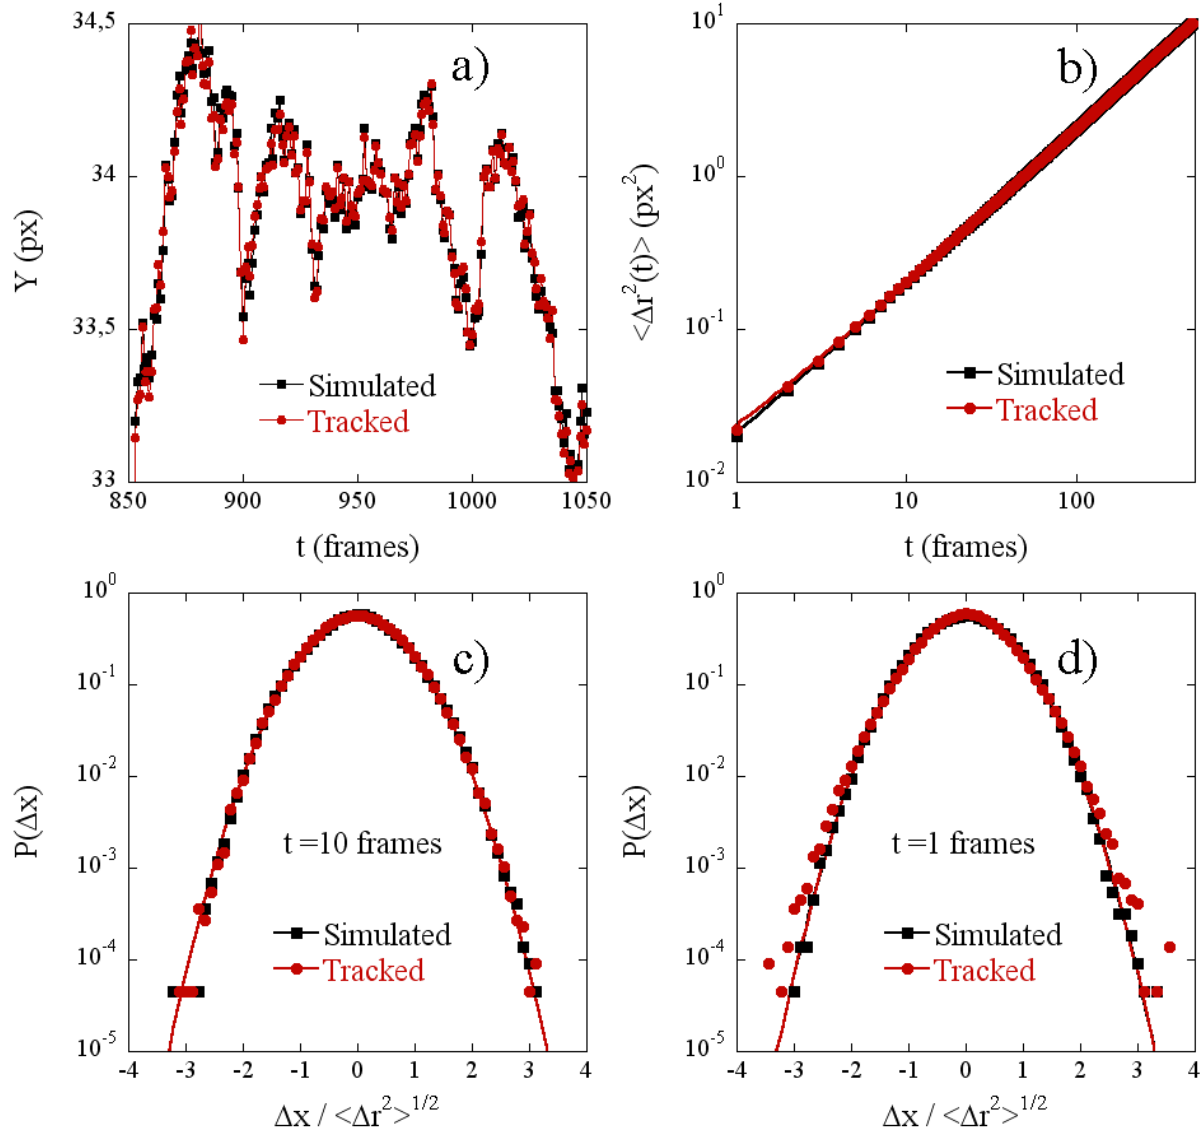 34,5
34
33,5
33
Y (px)
a)
Simulated
Tracked
850
900
950
1000
1050
t (frames)
10^1
10^0
10^-1
10^-2
<Δr^2(t)> (px^2)
b)
Simulated
Tracked
1
10
100
t (frames)
10^0
10^-1
10^-2
10^-3
10^-4
10^-5
P(Δx)
c)
t =10 frames
Simulated
Tracked
-4 -3 -2 -1 0 1 2 3 4
Δx / <Δr^2>^1/2
10^0
10^-1
10^-2
10^-3
10^-4
10^-5
P(Δx)
d)
t =1 frames
Simulated
Tracked
-4 -3 -2 -1 0 1 2 3 4
Δx / <Δr^2>^1/2